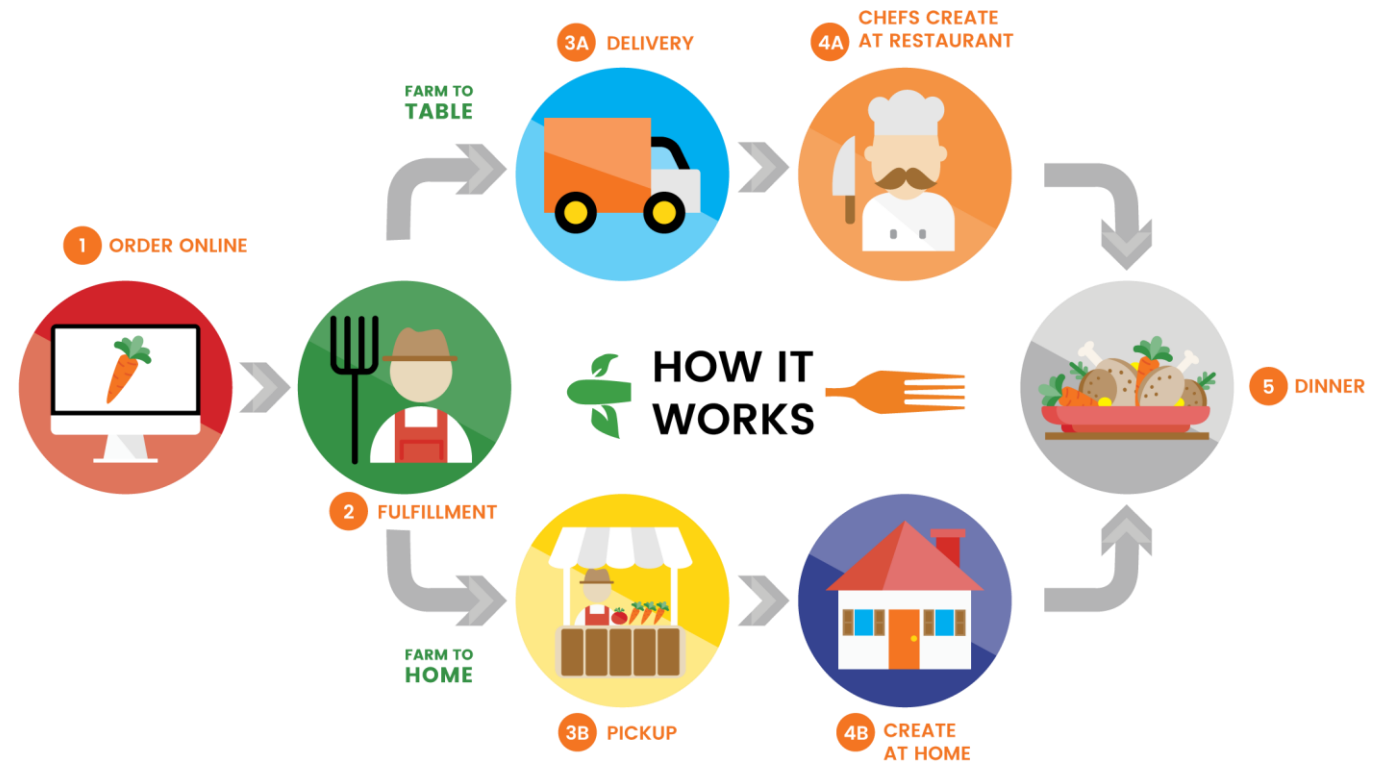 1 ORDER ONLINE
2 FULFILLMENT
FARM TO
TABLE
3A DELIVERY
4A CHEFS CREATE
AT RESTAURANT
HOW IT
WORKS
FARM TO
HOME
3B PICKUP
4B CREATE
AT HOME
5 DINNER